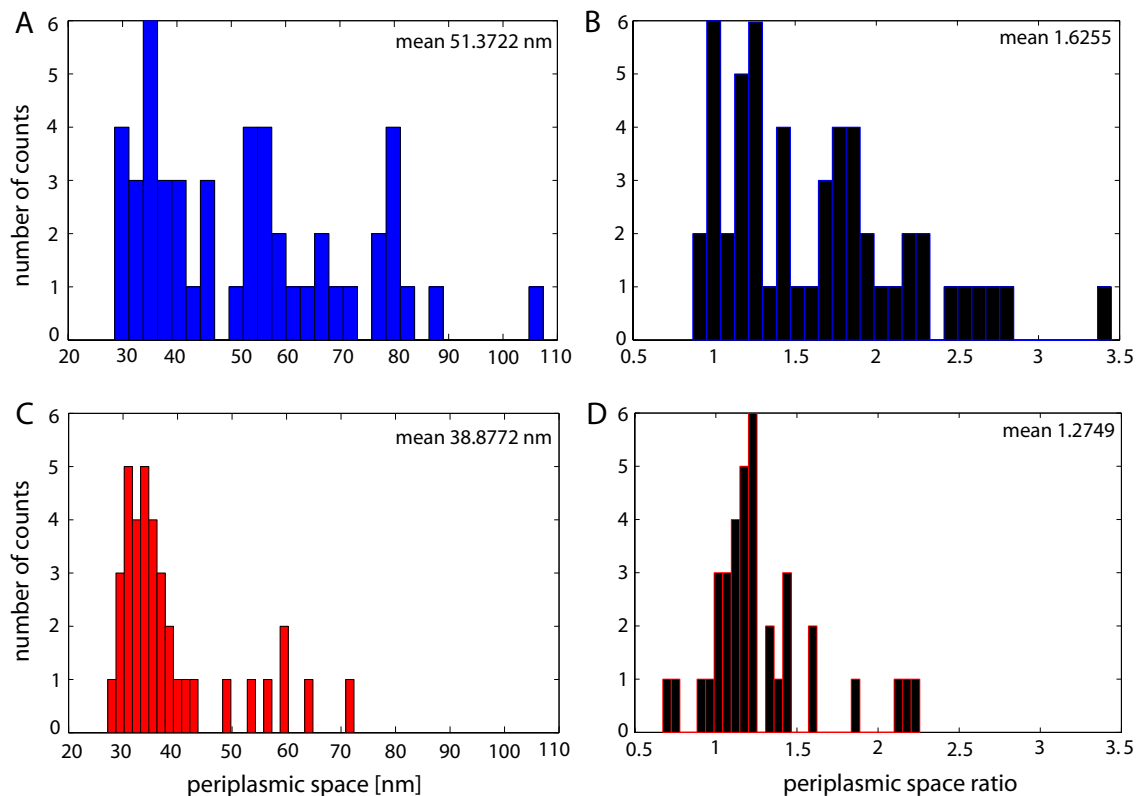 A
mean 51.3722 nm
number of counts
6
5
4
3
2
1
0
20 30 40 50 60 70 80 90 100 110
B
mean 1.6255
6
5
4
3
2
1
0
0.5 1 1.5 2 2.5 3 3.5
C
mean 38.8772 nm
number of counts
6
5
4
3
2
1
0
20 30 40 50 60 70 80 90 100 110
periplasmic space [nm]
D
mean 1.2749
6
5
4
3
2
1
0
0.5 1 1.5 2 2.5 3 3.5
periplasmic space ratio